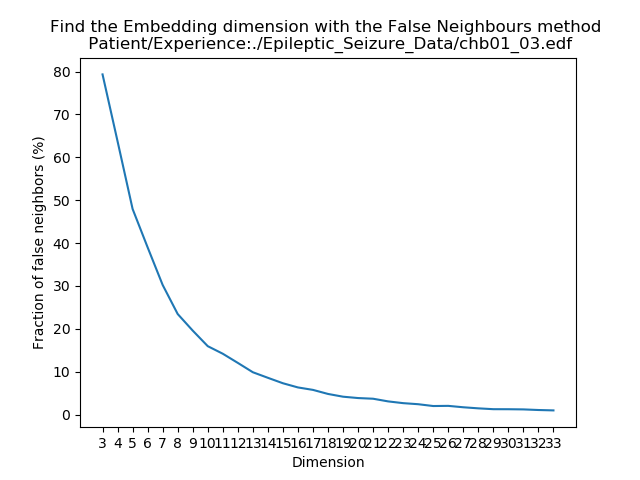 Find the Embedding dimension with the False Neighbours method
Patient/Experience:./Epileptic_Seizure_Data/chb01_03.edf
Fraction of false neighbors (%)
80
70
60
50
40
30
20
10
0
3 4 5 6 7 8 9 10 11 12 13 14 15 16 17 18 19 20 21 22 23 24 25 26 27 28 29 30 31 32 33
Dimension